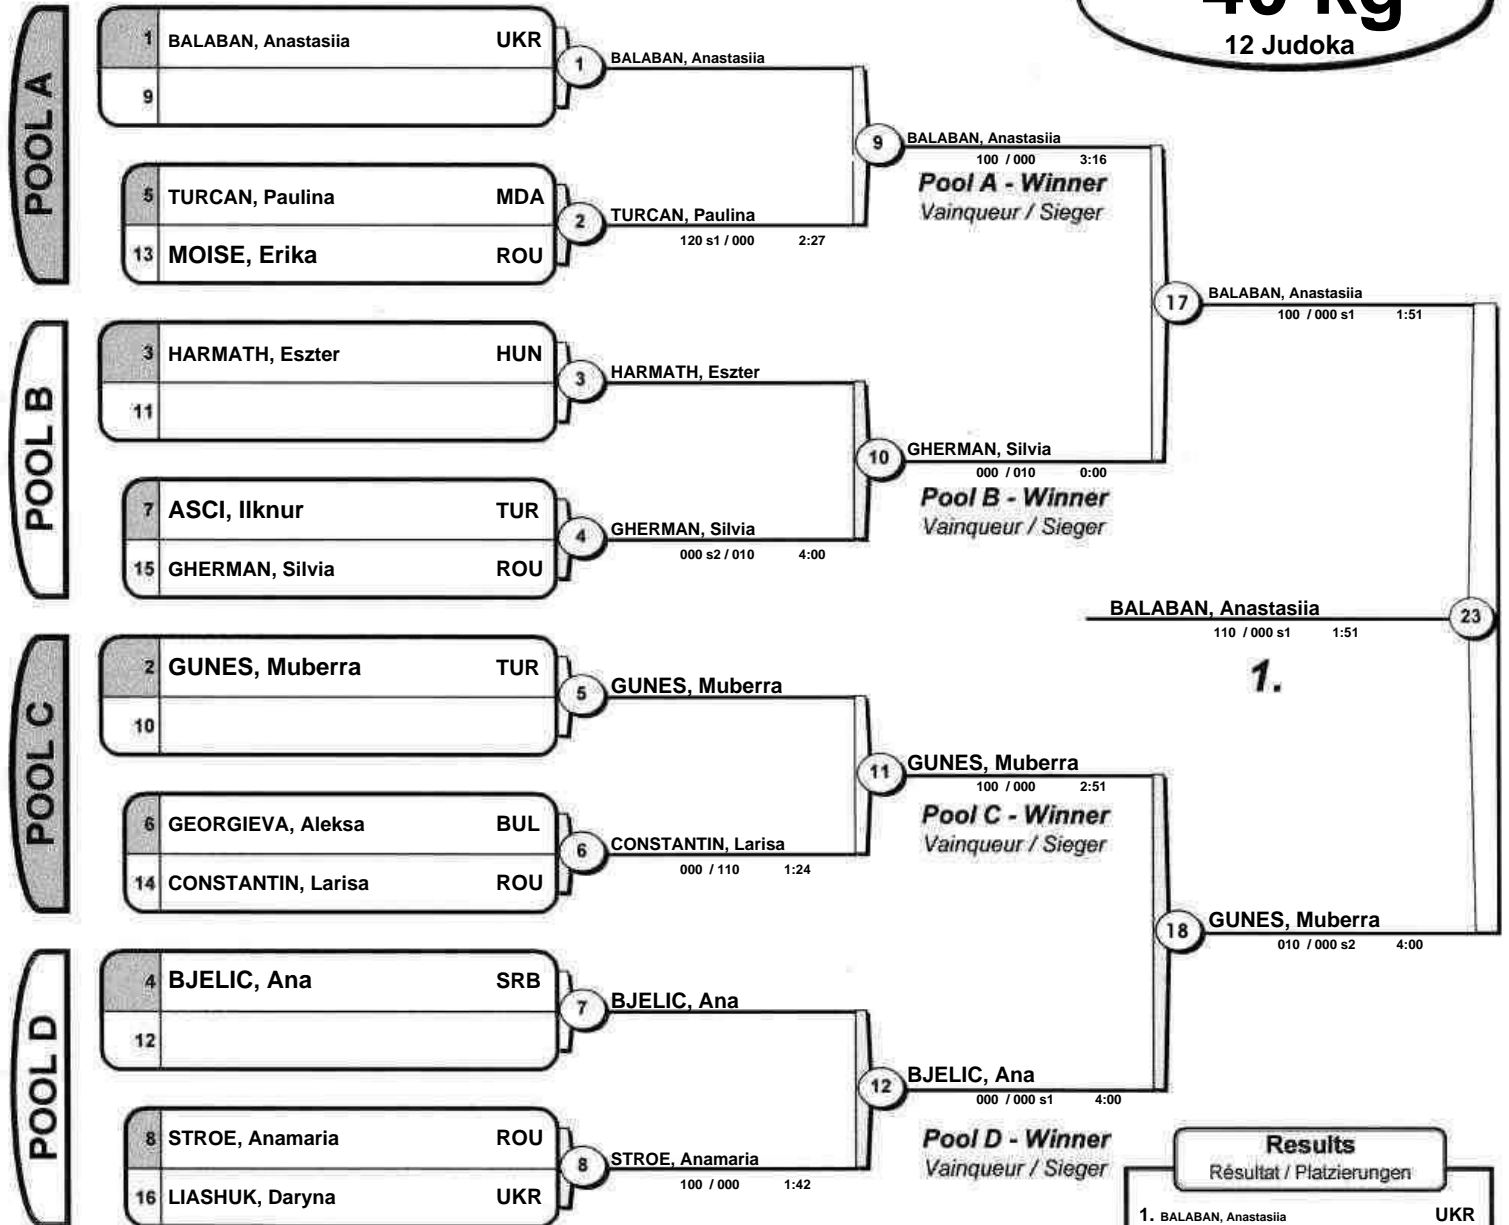 40 kg
12 Judoka
POOL A
1 BALABAN, Anastasiia UKR
9
5 TURCAN, Paulina MDA
13 MOISE, Erika ROU
1 BALABAN, Anastasiia
2 TURCAN, Paulina
120 s1 / 000 2:27
9 BALABAN, Anastasiia
100 / 000 3:16
Pool A - Winner
Vainqueur / Sieger
POOL B
3 HARMATH, Eszter HUN
11
7 ASCI, Ilknur TUR
15 GHERMAN, Silvia ROU
3 HARMATH, Eszter
4 GHERMAN, Silvia
000 s2 / 010 4:00
10 GHERMAN, Silvia
000 / 010 0:00
Pool B - Winner
Vainqueur / Sieger
17 BALABAN, Anastasiia
100 / 000 s1 1:51
BALABAN, Anastasiia 23
110 / 000 s1 1:51
1.
POOL C
2 GUNES, Muberra TUR
10
6 GEORGIEVA, Aleksa BUL
14 CONSTANTIN, Larisa ROU
5 GUNES, Muberra
6 CONSTANTIN, Larisa
000 / 110 1:24
11 GUNES, Muberra
100 / 000 2:51
Pool C - Winner
Vainqueur / Sieger
18 GUNES, Muberra
010 / 000 s2 4:00
POOL D
4 BJELIC, Ana SRB
12
8 STROE, Anamaria ROU
16 LIASHUK, Daryna UKR
7 BJELIC, Ana
8 STROE, Anamaria
100 / 000 1:42
12 BJELIC, Ana
000 / 000 s1 4:00
Pool D - Winner
Vainqueur / Sieger
Results
Résultat / Platzierungen
1. BALABAN, Anastasiia UKR